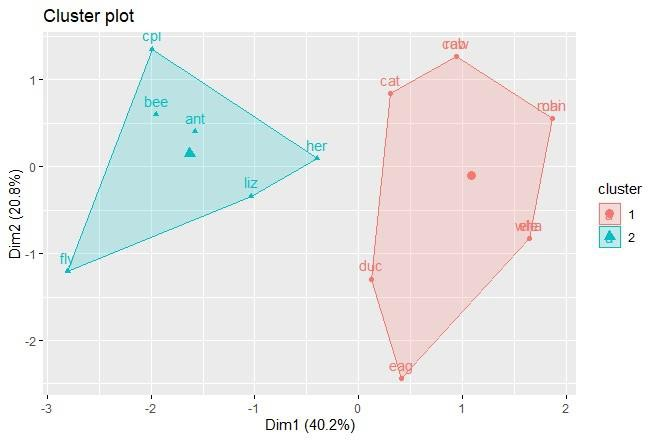 Cluster plot
cpi
bee
ant
her
liz
fly
cat
duc
eag
Dim2 (20.8%)
1
0
-1
-2
-3
-2
-1
0
1
2
Dim1 (40.2%)
cluster
1
2